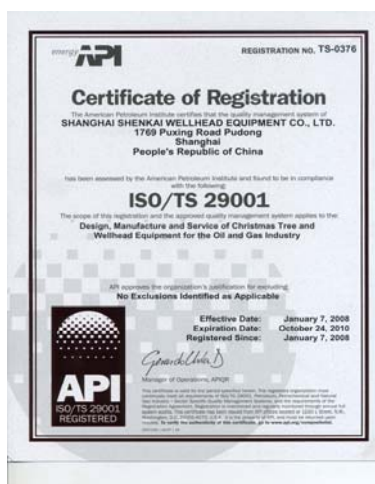 energy API
REGISTRATION NO. TS-0376
Certificate of Registration
The American Petroleum Institute certifies that the quality management system of
SHANGHAI SHENKAI WELLHEAD EQUIPMENT CO., LTD.
1769 Puxing Road Pudong
Shanghai
People's Republic of China
has been assessed by the American Petroleum Institute and found to be in compliance
with the following:
ISO/TS 29001
The scope of this registration and the approved quality management system applies to the:
Design, Manufacture and Service of Christmas Tree and
Wellhead Equipment for the Oil and Gas Industry
API approves the organization's justification for excluding:
No Exclusions Identified as Applicable
Effective Date: January 7, 2008
Expiration Date: October 24, 2010
Registered Since: January 7, 2008
Manager of Operations, APIQR
API
ISO/TS 29001
REGISTERED